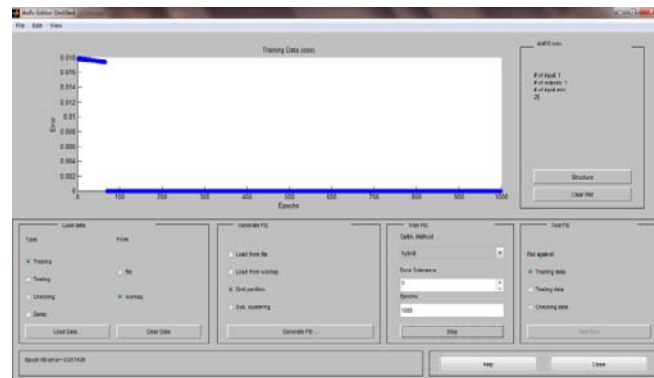 Anfis Editor: Untitled
File Edit View
Training Data (ooo)
0.018
0.016
0.014
0.012
0.01
0.008
0.006
0.004
0.002
0
Error
0 100 200 300 400 500 600 700 800 900 1000
Epochs
ANFIS Info.
# of inputs: 1
# of outputs: 1
# of input mfs:
Structure
Clear Plot
Load data
Type:
From:
Training
Testing
Checking
Demo
file
worksp.
Load Data...
Clear Data
Generate FIS
Load from file
Load from worksp.
Grid partition
Sub. clustering
Generate FIS ...
Train FIS
Optim. Method:
hybrid
Error Tolerance:
0
Epochs:
1000
Stop
Test FIS
Plot against:
Training data
Testing data
Checking data
Test Now
Help
Close